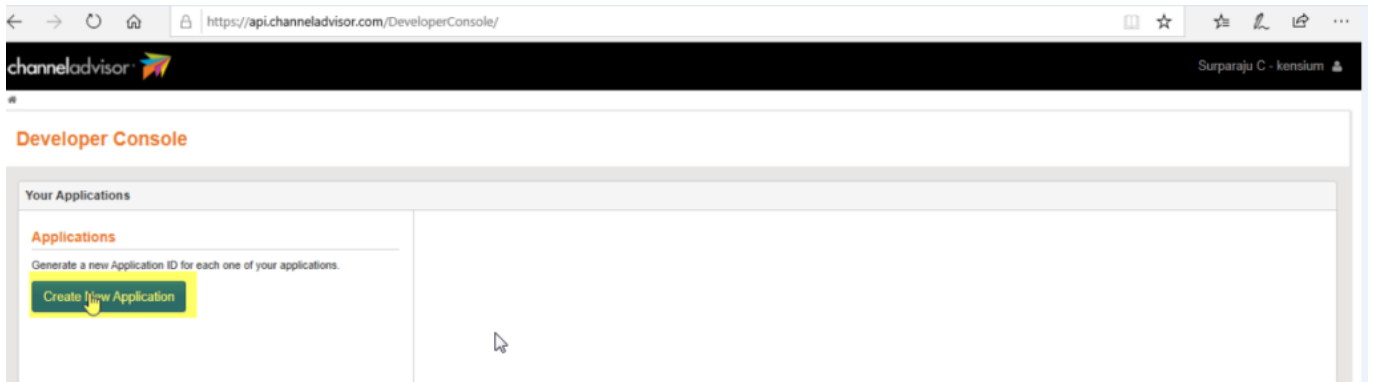 https://api.channeladvisor.com/DeveloperConsole/
channeladvisor
Surparaju C - kensium
Developer Console
Your Applications
Applications
Generate a new Application ID for each one of your applications.
Create New Application